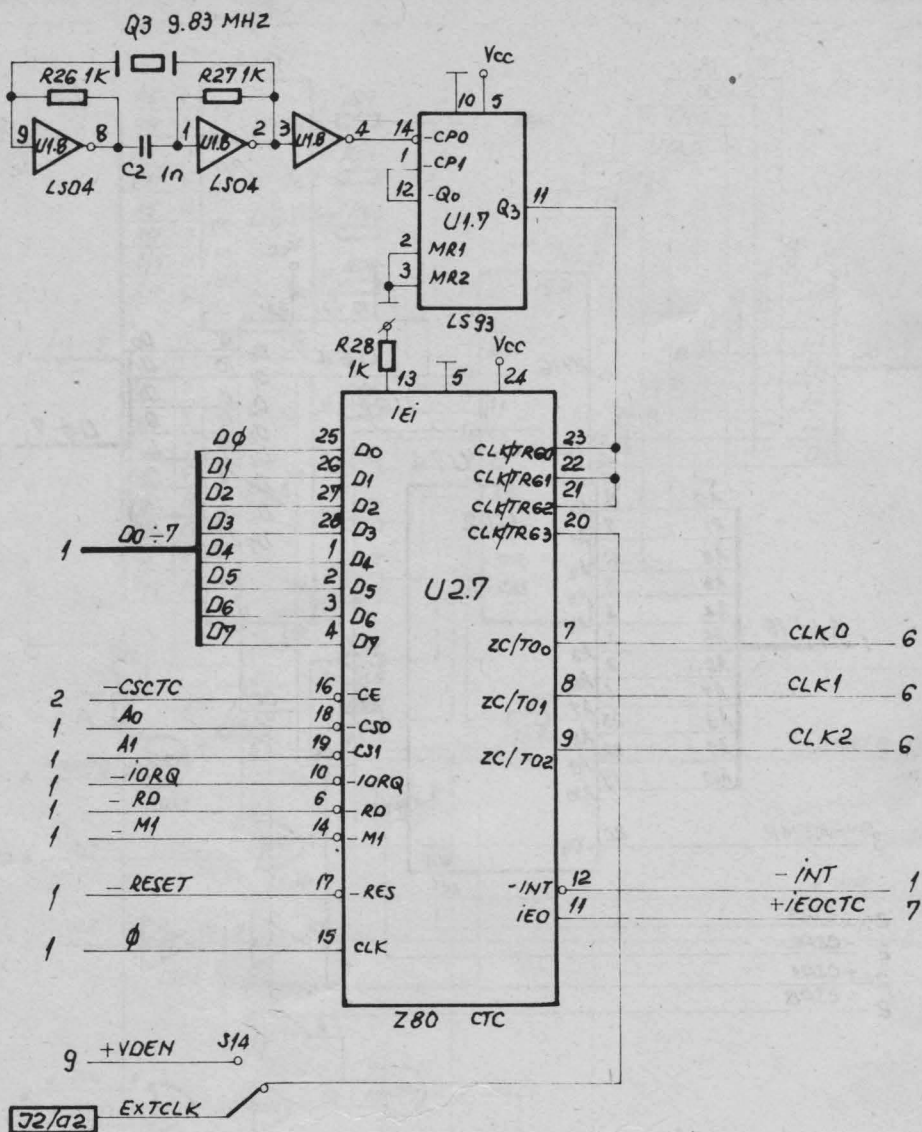 Q3 9.83 MHZ
R26 1K
R27 1K
9 U1.8 8
C2 1n
1 U1.8 2
3 U1.8 4
LS04
LS04
Vcc
10 5
14 -CP0
1 -CP1
12 -Q0
Q3 11
U1.7
2 MR1
3 MR2
LS93
R28 1K
13 5 24
Vcc
IEi
DØ 25 D0
D1 26 D1
D2 27 D2
D3 28 D3
D4 1 D4
D5 2 D5
D6 3 D6
D7 4 D7
1 D0÷7
CLK/TRG0 23
CLK/TRG1 22
CLK/TRG2 21
CLK/TRG3 20
U2.7
ZC/TO0 7 CLK0 6
ZC/TO1 8 CLK1 6
ZC/TO2 9 CLK2 6
2 -CSCTC 16 -CE
1 A0 18 -CS0
1 A1 19 -CS1
1 -iORQ 10 -IORQ
1 -RD 6 -RD
1 -M1 14 -M1
1 -RESET 17 -RES
-INT 12 -iNT 1
iEO 11 +iEOCTC 7
1 ϕ 15 CLK
Z80 CTC
9 +VDEN S14
J2/a2 EXTCLK